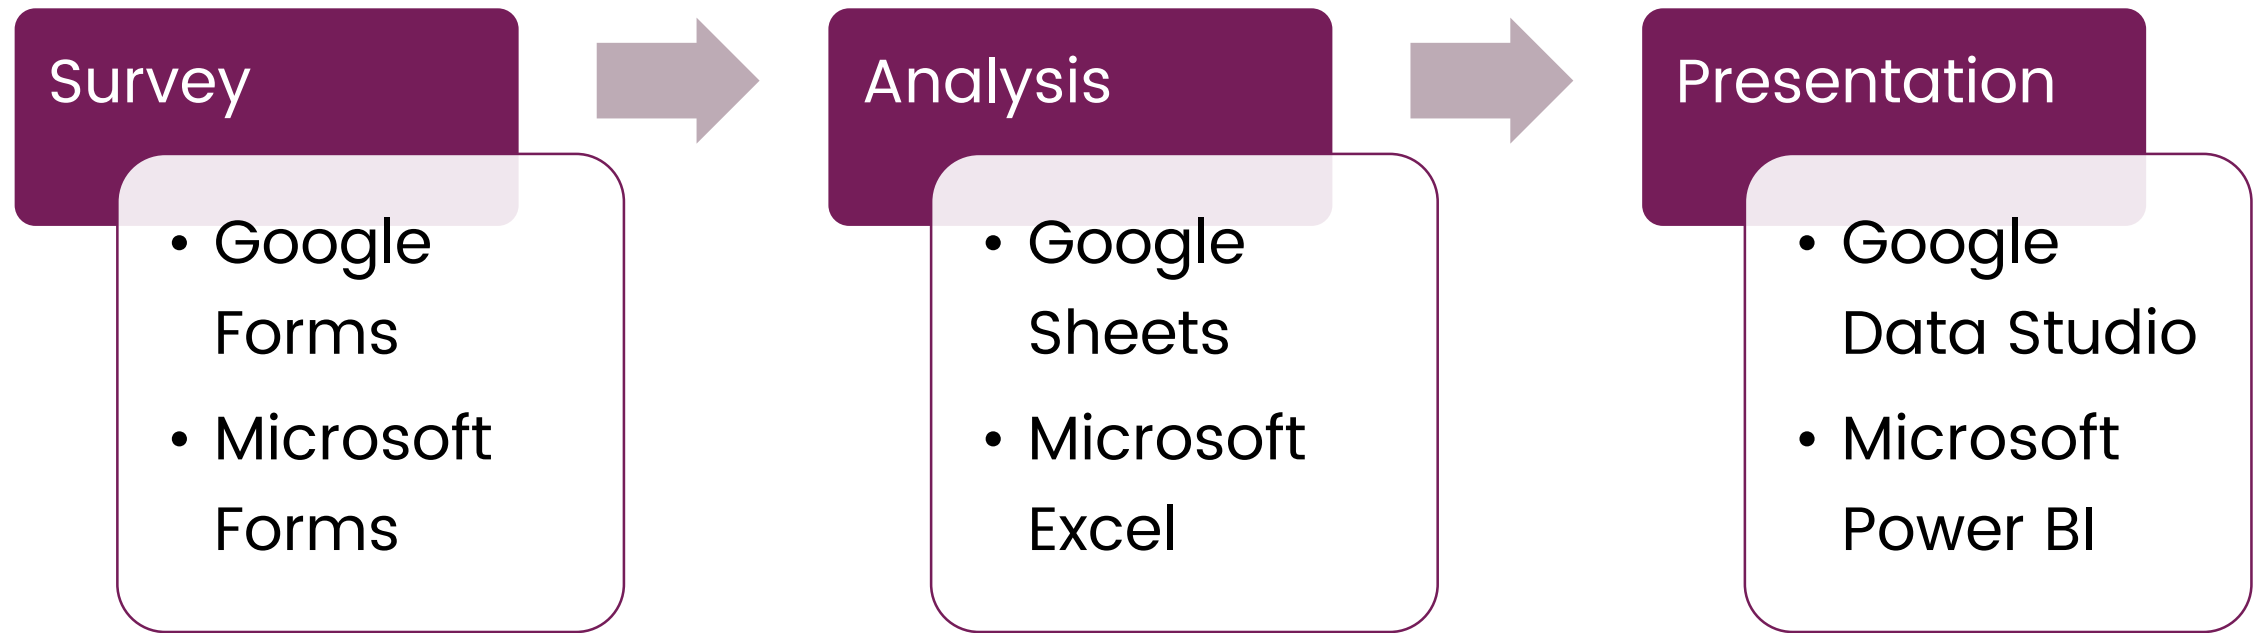 Survey
• Google
Forms
• Microsoft
Forms
Analysis
• Google
Sheets
• Microsoft
Excel
Presentation
• Google
Data Studio
• Microsoft
Power BI